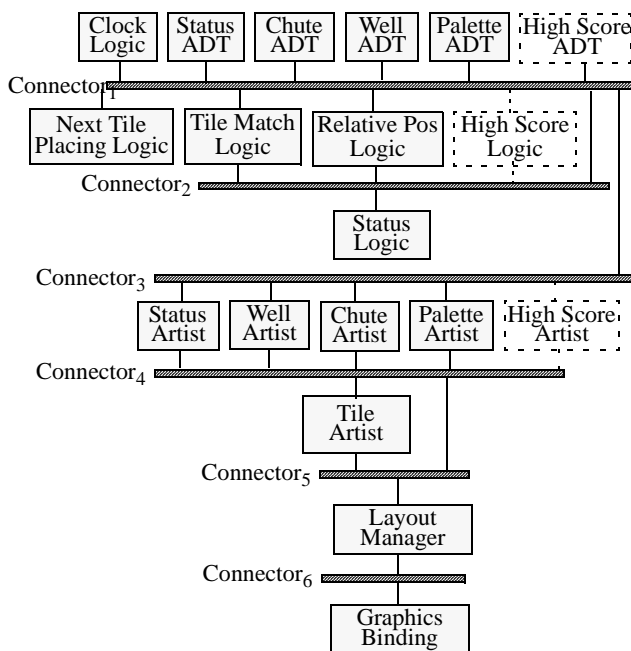 Clock Logic
Status ADT
Chute ADT
Well ADT
Palette ADT
High Score ADT
Connector1
Next Tile Placing Logic
Tile Match Logic
Relative Pos Logic
High Score Logic
Connector2
Status Logic
Connector3
Status Artist
Well Artist
Chute Artist
Palette Artist
High Score Artist
Connector4
Tile Artist
Connector5
Layout Manager
Connector6
Graphics Binding